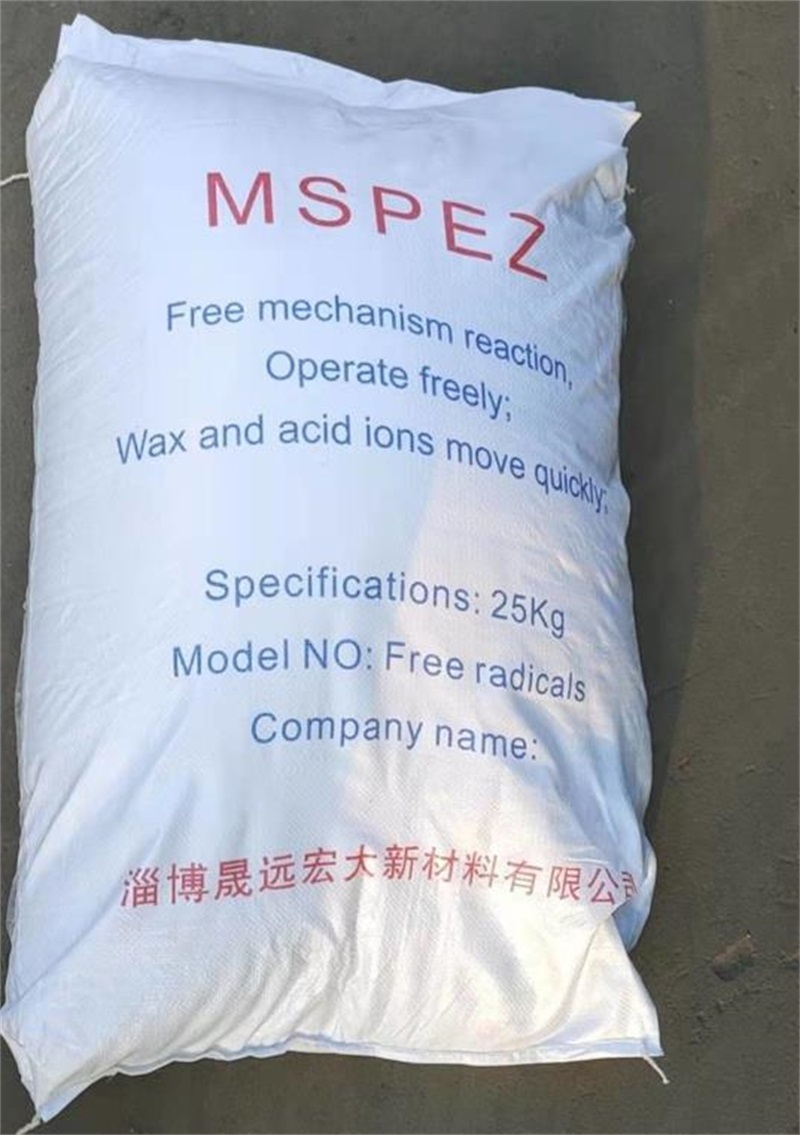 MSPEZ
Free mechanism reaction,
Operate freely;
Wax and acid ions move quickly;
Specifications: 25Kg
Model NO: Free radicals
Company name:
淄博晟远宏大新材料有限公司